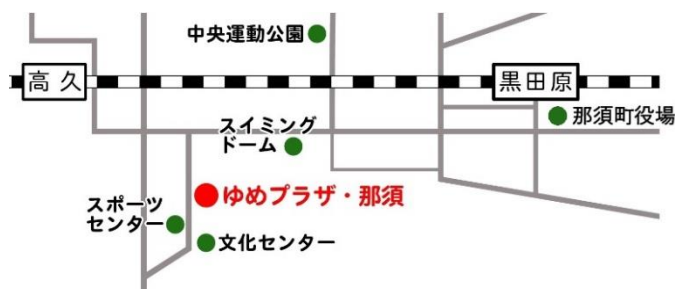 中央運動公園
高久
黒田原
那須町役場
スイミング
ドーム
ゆめプラザ・那須
スポーツ
センター
文化センター